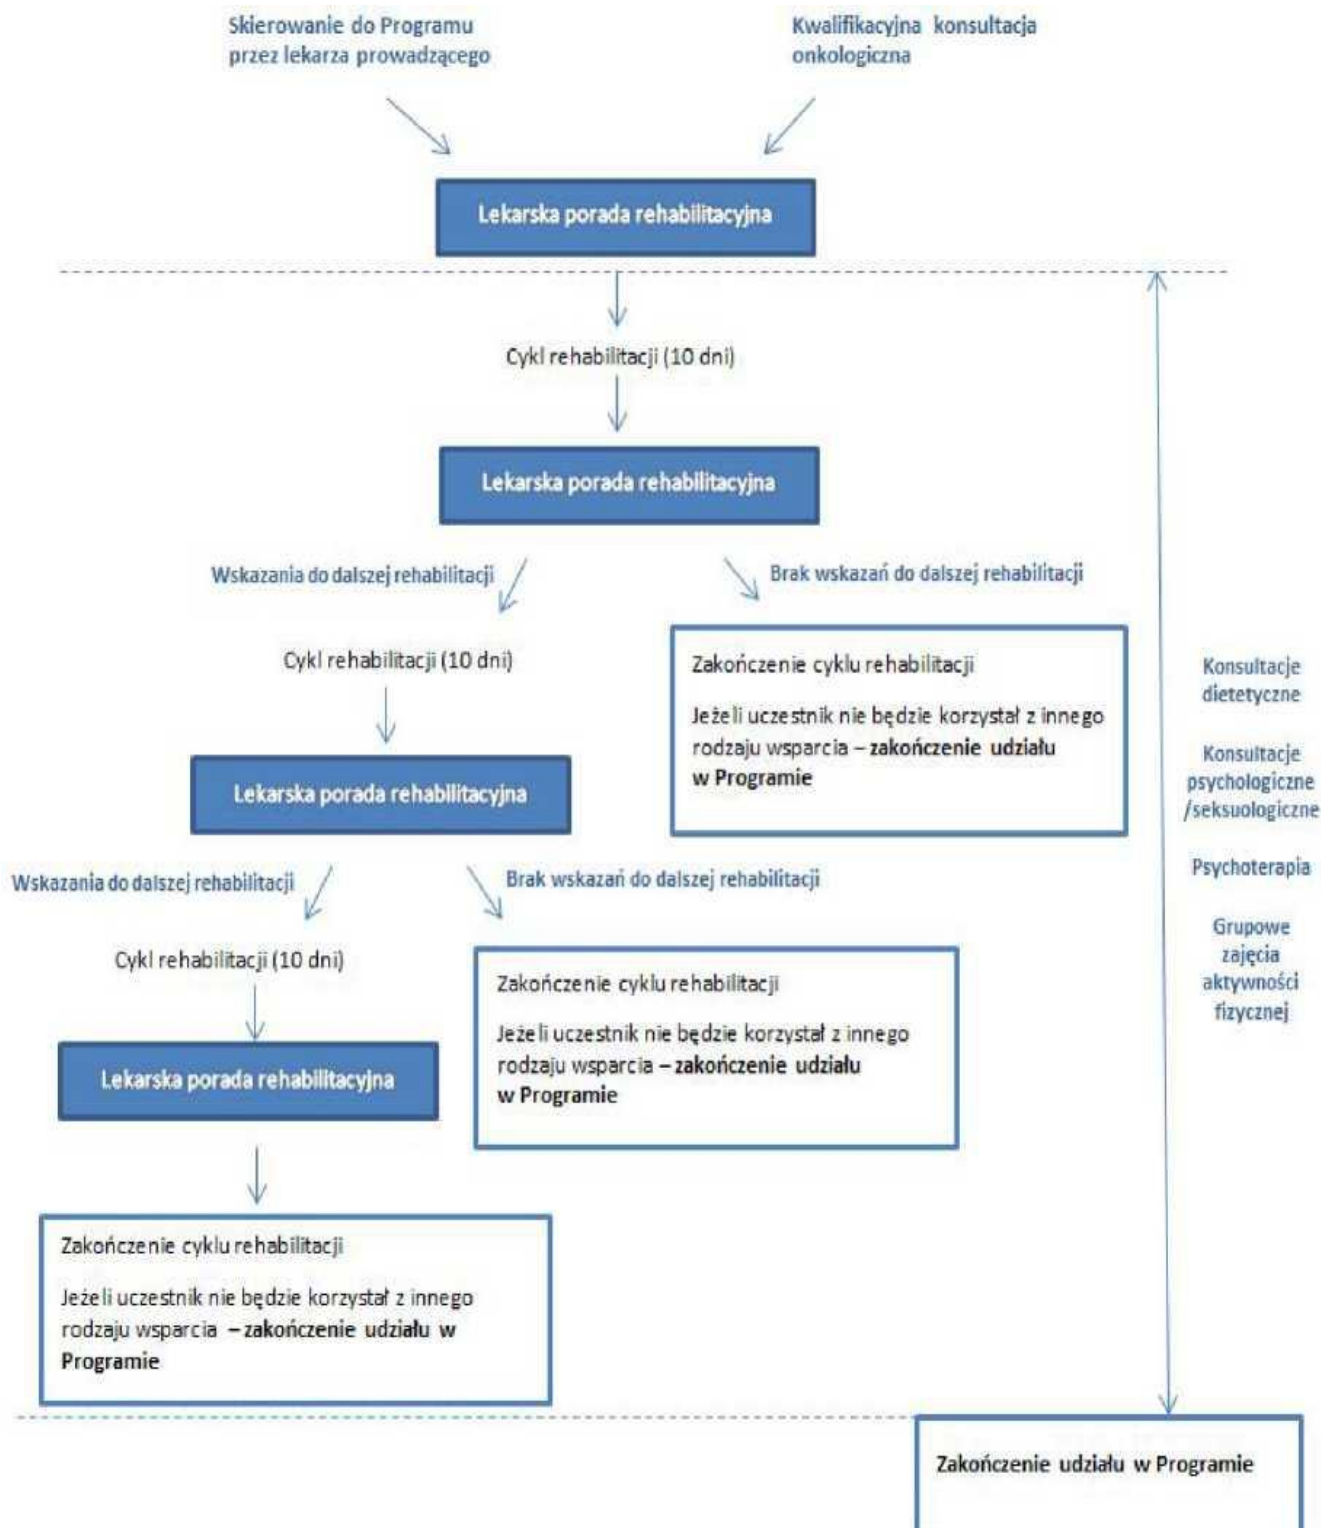 Skierowanie do Programu
przez lekarza prowadzącego
Kwalifikacyjna konsultacja
onkologiczna
Lekarska porada rehabilitacyjna
Cykl rehabilitacji (10 dni)
Lekarska porada rehabilitacyjna
Wskazania do dalszej rehabilitacji
Brak wskazań do dalszej rehabilitacji
Cykl rehabilitacji (10 dni)
Zakończenie cyklu rehabilitacji
Jeżeli uczestnik nie będzie korzystał z innego
rodzaju wsparcia – zakończenie udziału
w Programie
Lekarska porada rehabilitacyjna
Wskazania do dalszej rehabilitacji
Brak wskazań do dalszej rehabilitacji
Cykl rehabilitacji (10 dni)
Zakończenie cyklu rehabilitacji
Jeżeli uczestnik nie będzie korzystał z innego
rodzaju wsparcia – zakończenie udziału
w Programie
Lekarska porada rehabilitacyjna
Zakończenie cyklu rehabilitacji
Jeżeli uczestnik nie będzie korzystał z innego
rodzaju wsparcia – zakończenie udziału w
Programie
Konsultacje
dietetyczne
Konsultacje
psychologiczne
/seksuologiczne
Psychoterapia
Grupowe
zajęcia
aktywności
fizycznej
Zakończenie udziału w Programie